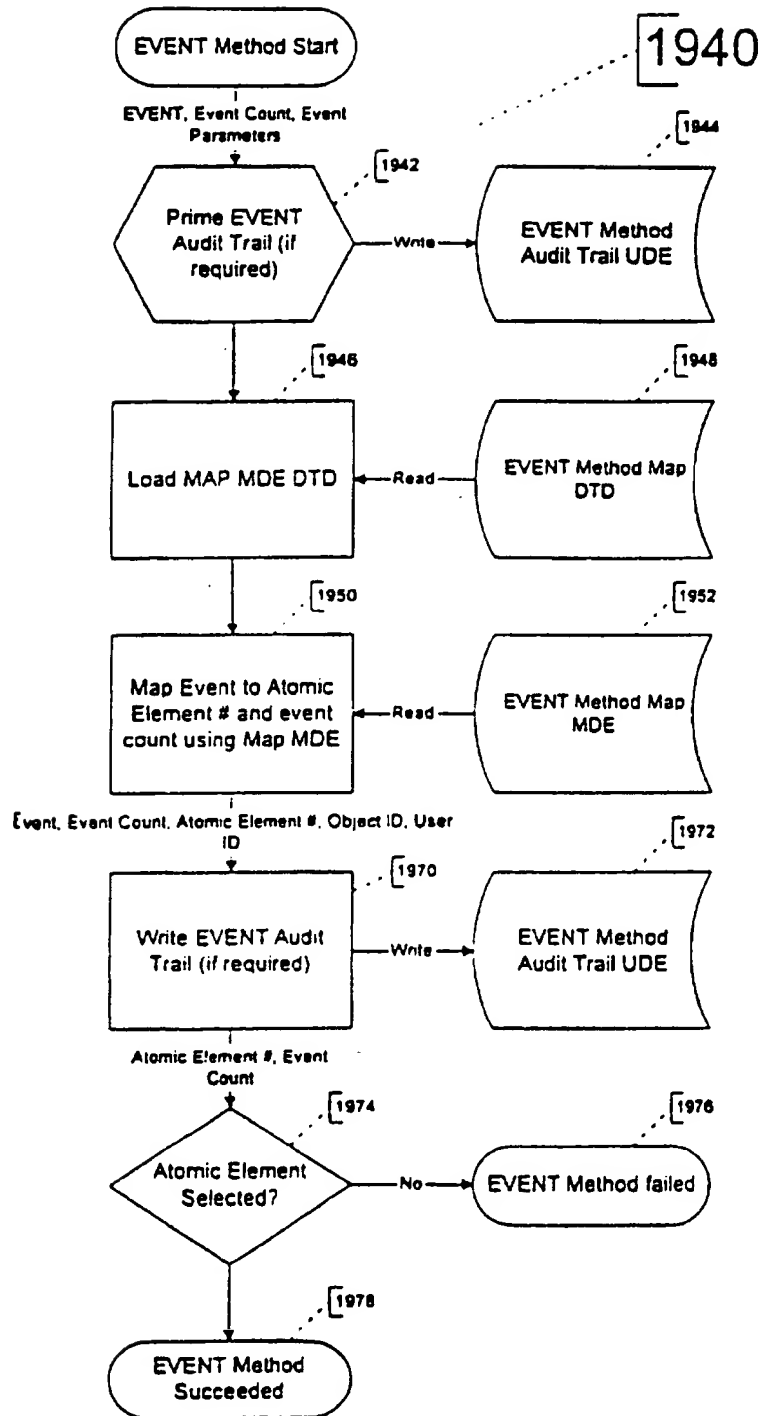 EVENT Method Start
1940
EVENT, Event Count, Event
Parameters
1944
1942
Prime EVENT
Audit Trail (if
required)
Write
EVENT Method
Audit Trail UDE
1946
1948
Load MAP MDE DTD
Read
EVENT Method Map
DTD
1950
1952
Map Event to Atomic
Element # and event
count using Map MDE
Read
EVENT Method Map
MDE
Event, Event Count, Atomic Element #, Object ID, User
ID
1970
1972
Write EVENT Audit
Trail (if required)
Write
EVENT Method
Audit Trail UDE
Atomic Element #, Event
Count
1974
1976
Atomic Element
Selected?
No
EVENT Method failed
1978
EVENT Method
Succeeded